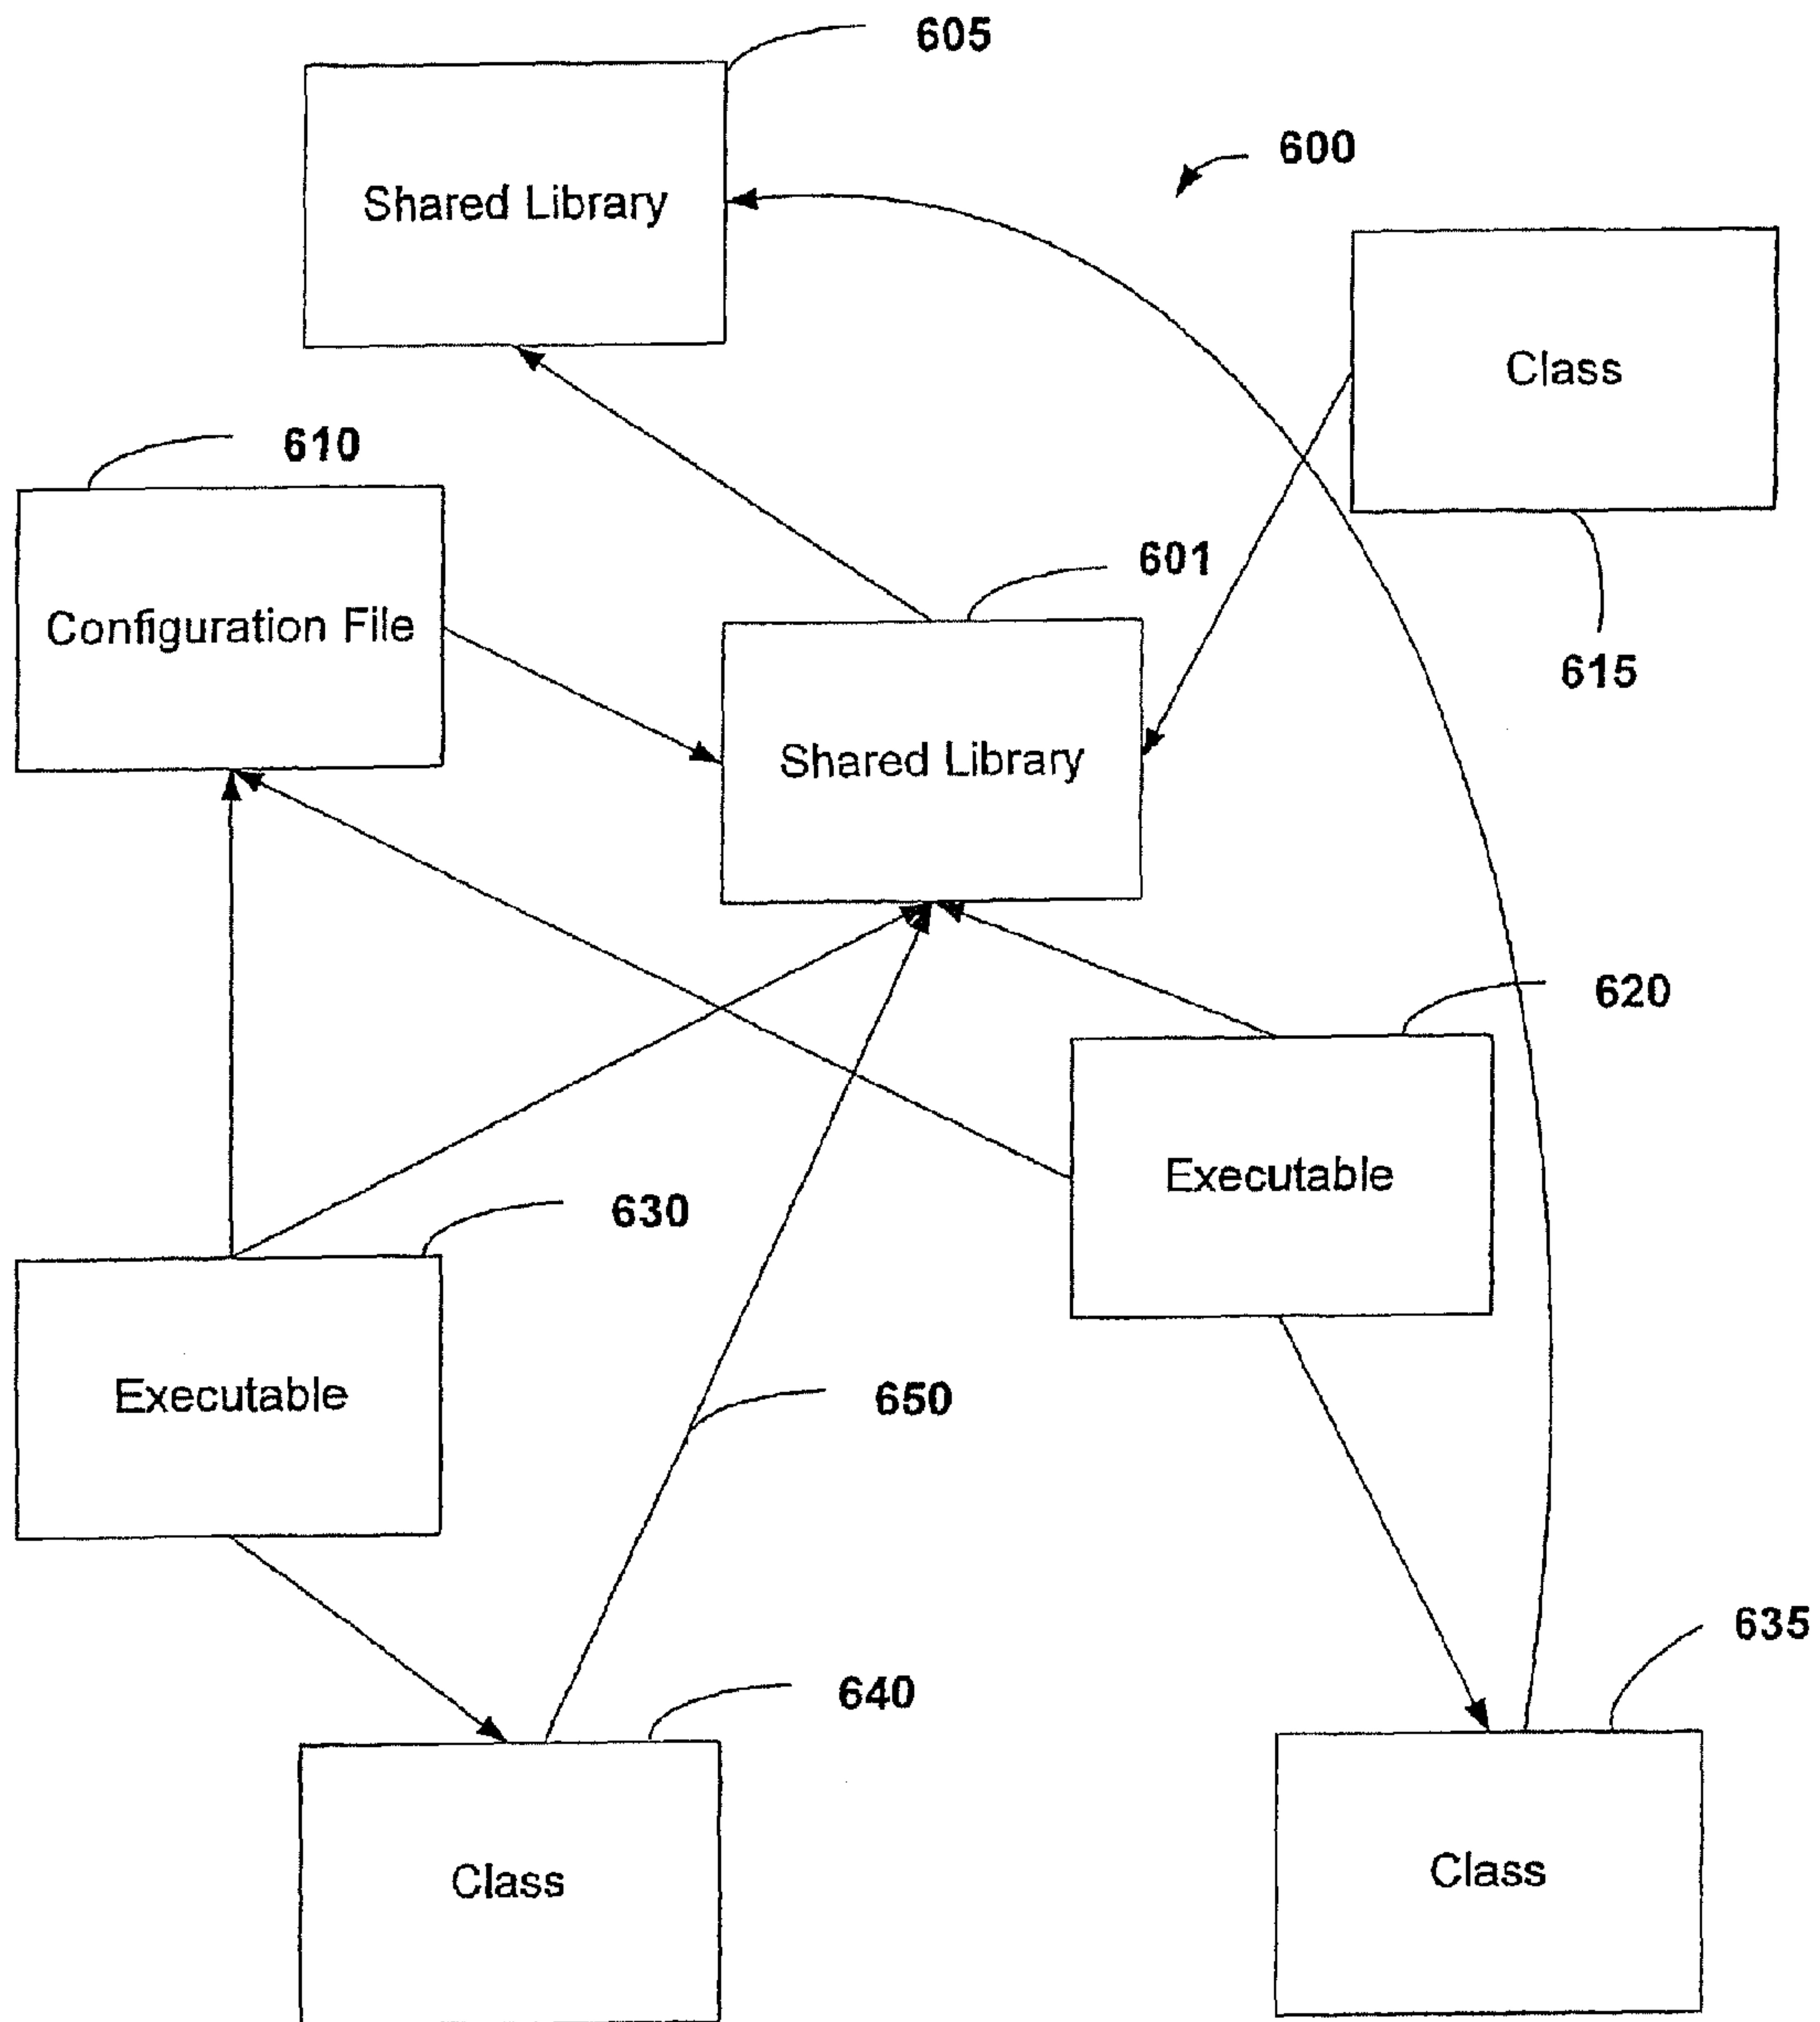 605
Shared Library
600
Class
610
601
Configuration File
615
Shared Library
620
Executable
630
Executable
650
635
640
Class
Class